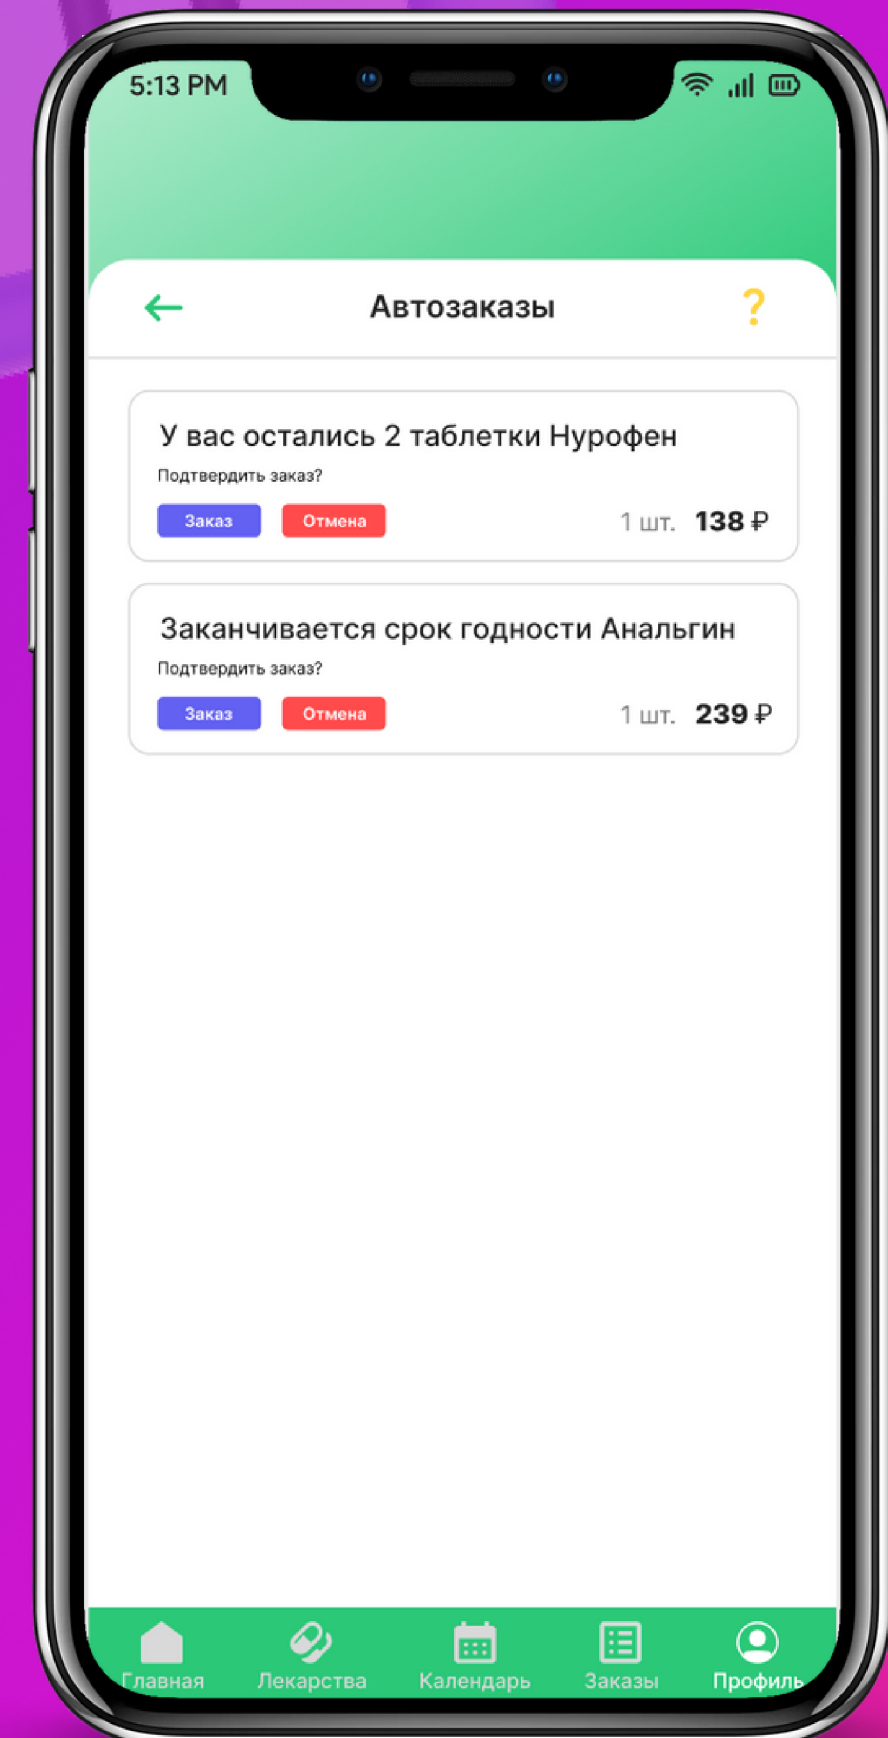 5:13 PM
Автозаказы
?
У вас остались 2 таблетки Нурофен
Подтвердить заказ?
Заказ Отмена 1 шт. 138 ₽
Заканчивается срок годности Анальгин
Подтвердить заказ?
Заказ Отмена 1 шт. 239 ₽
Главная Лекарства Календарь Заказы Профиль